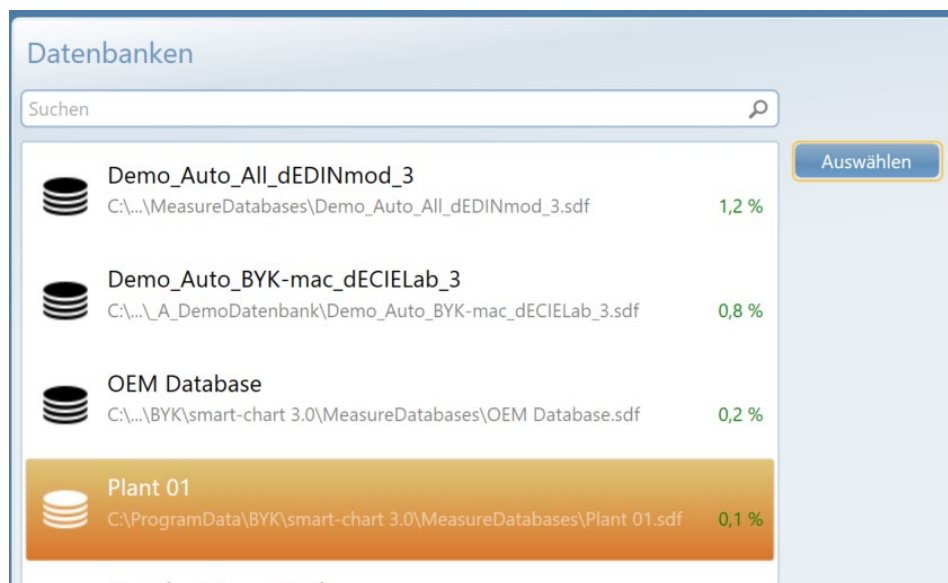 Datenbanken
Suchen
Auswählen
Demo_Auto_All_dEDINmod_3
C:\...\MeasureDatabases\Demo_Auto_All_dEDINmod_3.sdf 1,2 %
Demo_Auto_BYK-mac_dECIELab_3
C:\...\_A_DemoDatenbank\Demo_Auto_BYK-mac_dECIELab_3.sdf 0,8 %
OEM Database
C:\...\BYK\smart-chart 3.0\MeasureDatabases\OEM Database.sdf 0,2 %
Plant 01
C:\ProgramData\BYK\smart-chart 3.0\MeasureDatabases\Plant 01.sdf 0,1 %